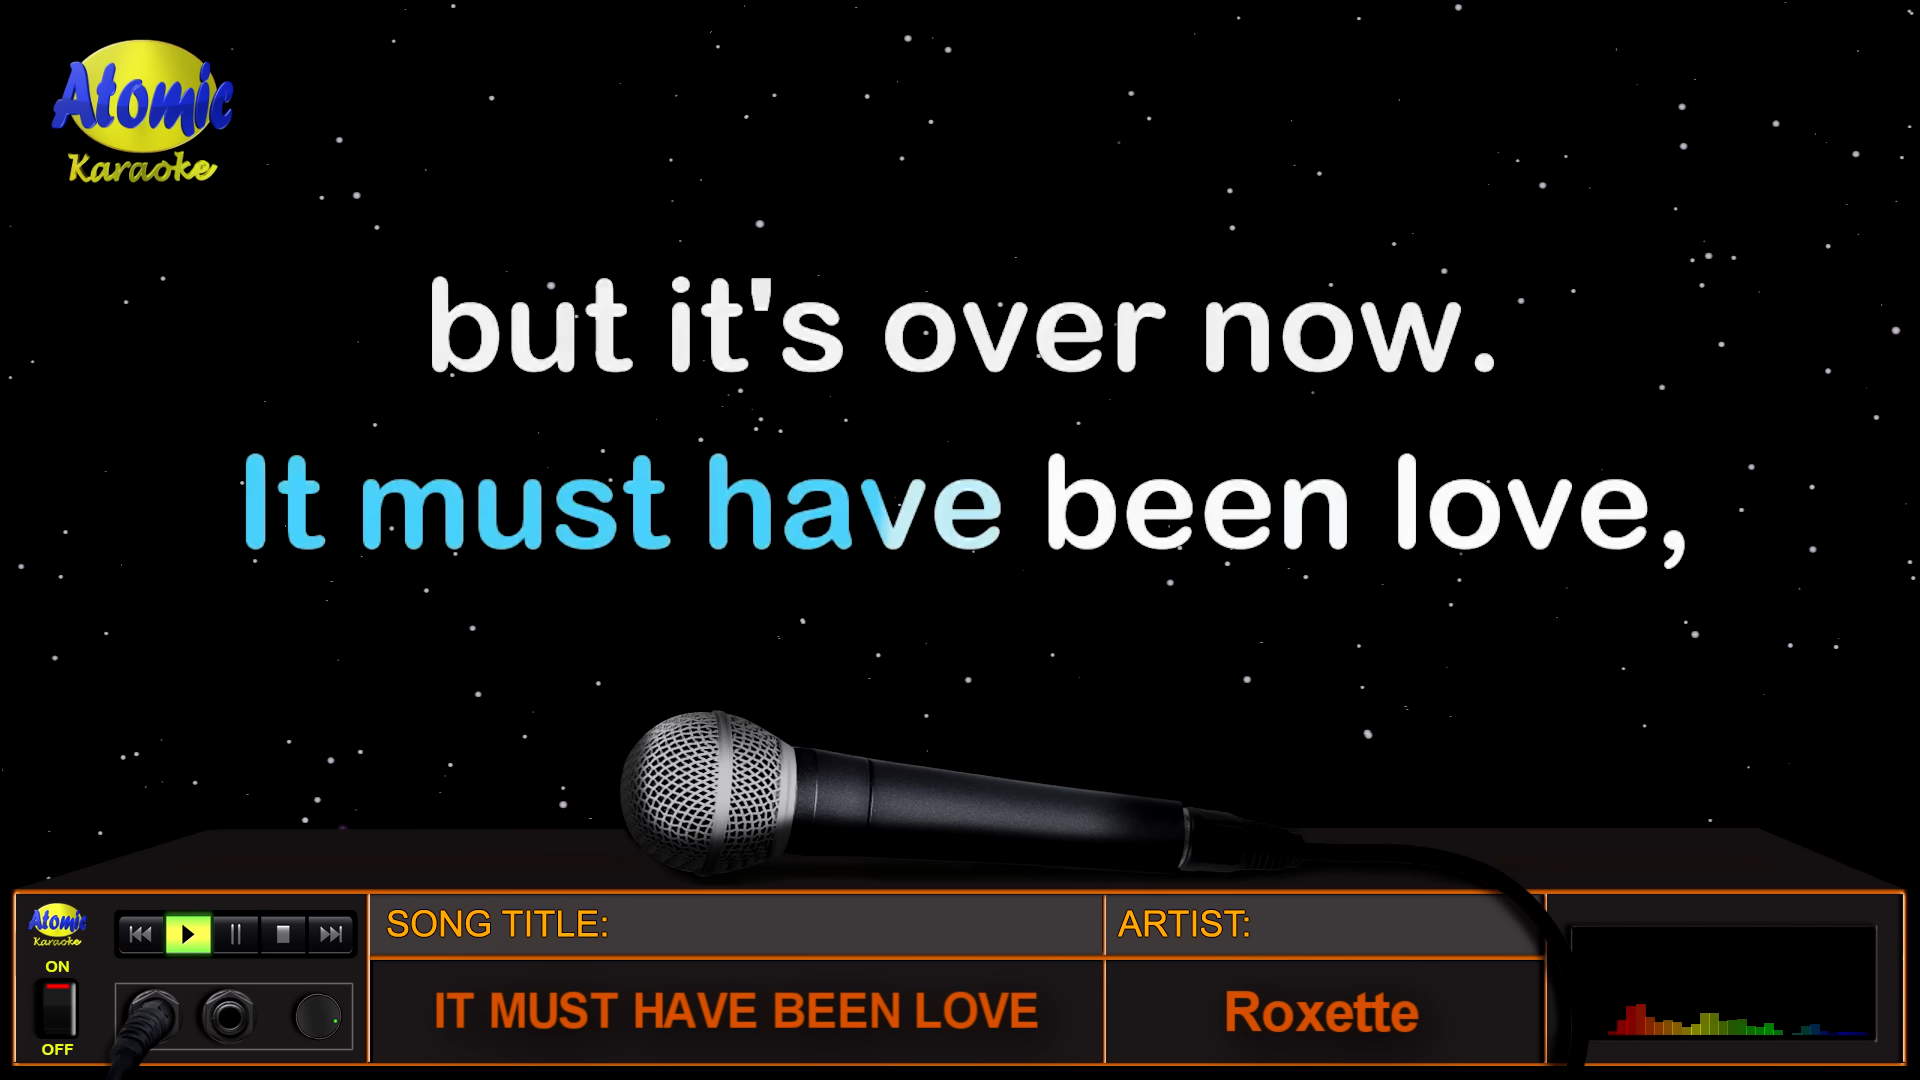 Atomic
Karaoke
but it's over now.
It must have been love,
Atomic
Karaoke
ON
OFF
SONG TITLE:
IT MUST HAVE BEEN LOVE
ARTIST:
Roxette